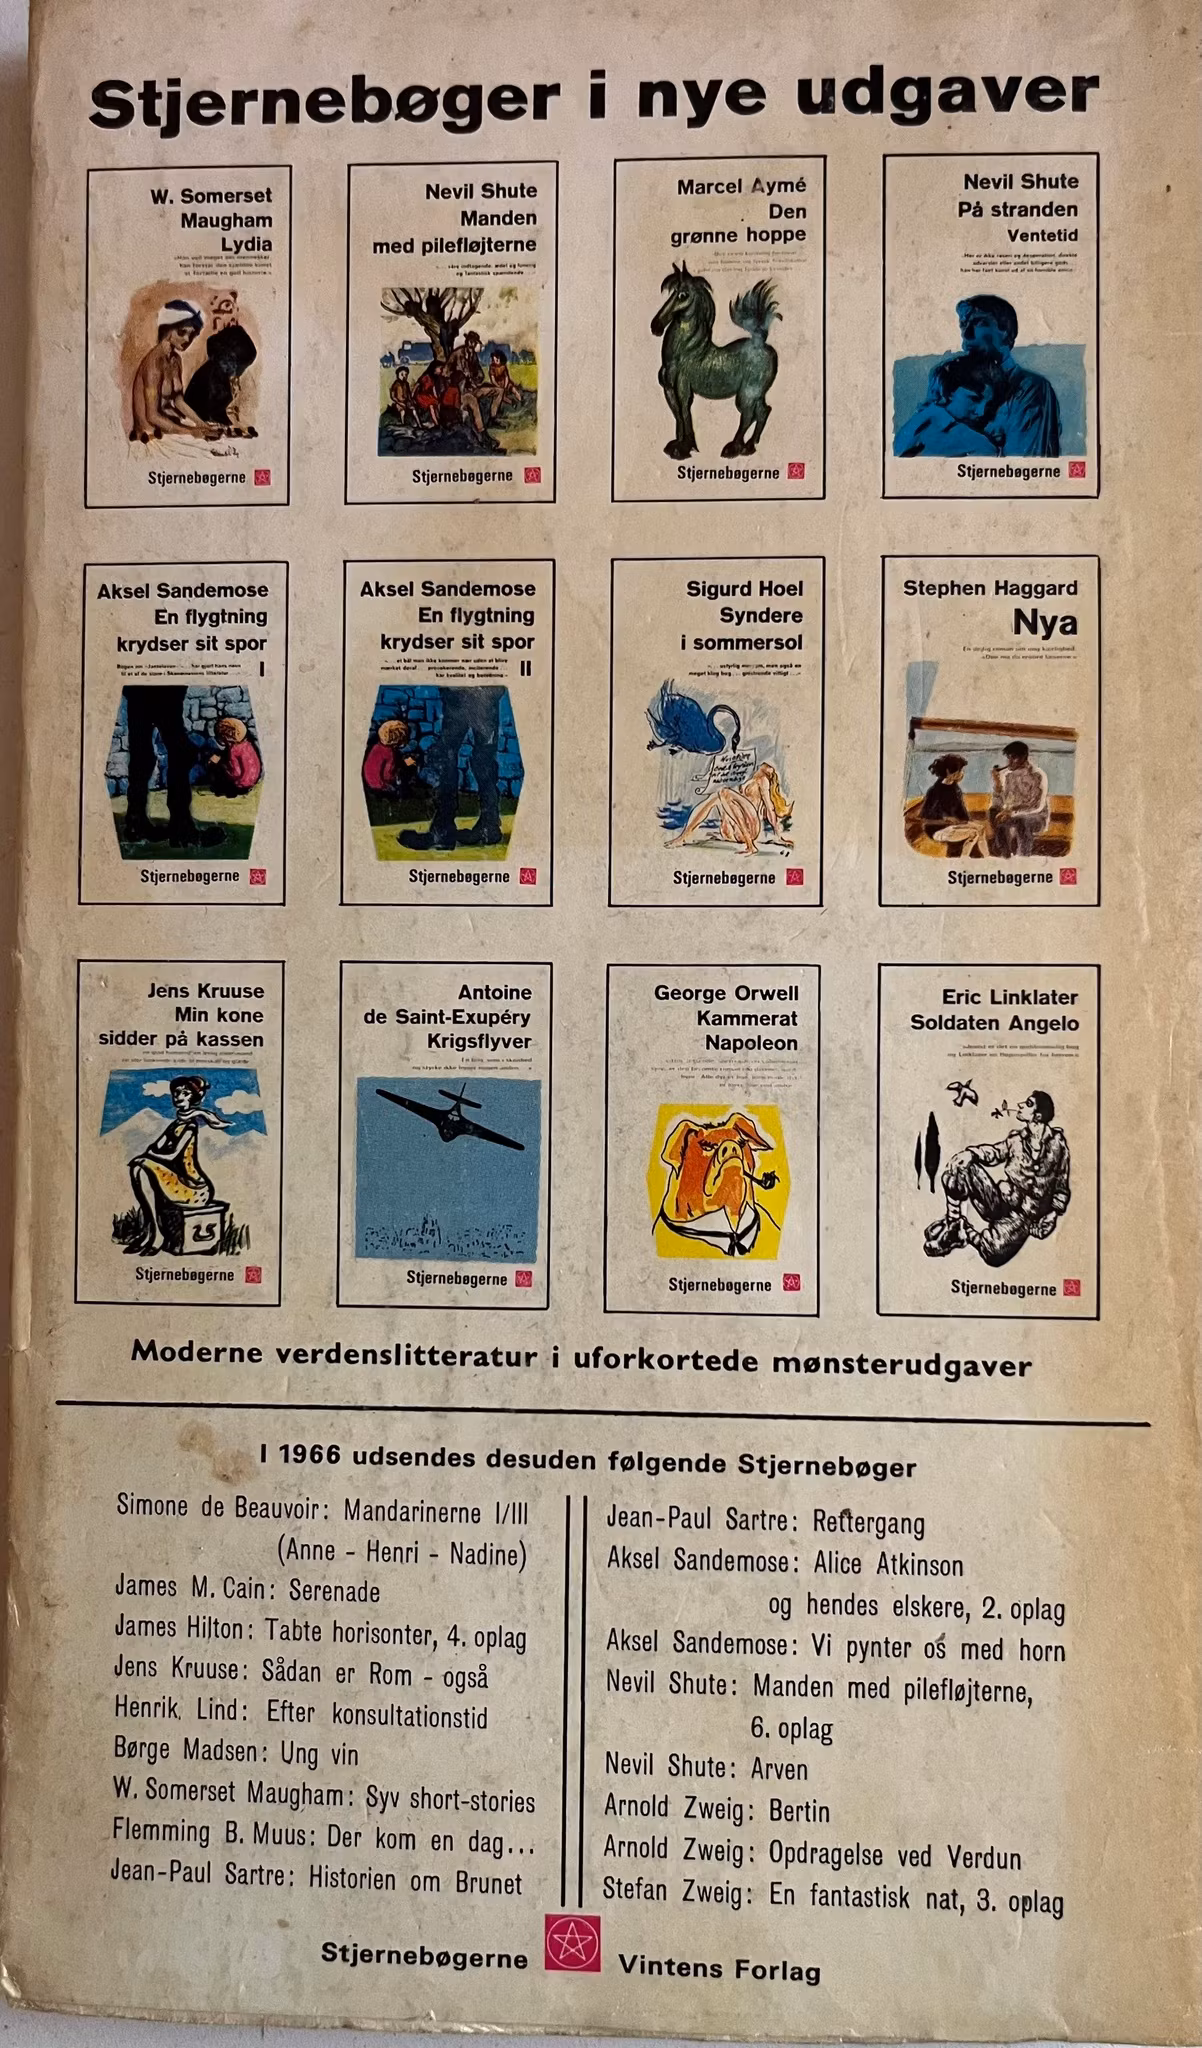 Stjernebøger i nye udgaver
W. Somerset
Maugham
Lydia
Stjernebøgerne
Nevil Shute
Manden
med pilefløjterne
Stjernebøgerne
Marcel Aymé
Den
grønne hoppe
Stjernebøgerne
Nevil Shute
På stranden
Ventetid
Stjernebøgerne
Aksel Sandemose
En flygtning
krydser sit spor
I
Stjernebøgerne
Aksel Sandemose
En flygtning
krydser sit spor
II
Stjernebøgerne
Sigurd Hoel
Syndere
i sommersol
Stjernebøgerne
Stephen Haggard
Nya
Stjernebøgerne
Jens Kruuse
Min kone
sidder på kassen
25
Stjernebøgerne
Antoine
de Saint-Exupéry
Krigsflyver
Stjernebøgerne
George Orwell
Kammerat
Napoleon
Stjernebøgerne
Eric Linklater
Soldaten Angelo
Stjernebøgerne
Moderne verdenslitteratur i uforkortede mønsterudgaver
I 1966 udsendes desuden følgende Stjernebøger
Simone de Beauvoir: Mandarinerne I/III
(Anne - Henri - Nadine)
James M. Cain: Serenade
James Hilton: Tabte horisonter, 4. oplag
Jens Kruuse: Sådan er Rom - også
Henrik Lind: Efter konsultationstid
Børge Madsen: Ung vin
W. Somerset Maugham: Syv short-stories
Flemming B. Muus: Der kom en dag...
Jean-Paul Sartre: Historien om Brunet
Jean-Paul Sartre: Rettergang
Aksel Sandemose: Alice Atkinson
og hendes elskere, 2. oplag
Aksel Sandemose: Vi pynter os med horn
Nevil Shute: Manden med pilefløjterne,
6. oplag
Nevil Shute: Arven
Arnold Zweig: Bertin
Arnold Zweig: Opdragelse ved Verdun
Stefan Zweig: En fantastisk nat, 3. oplag
Stjernebøgerne Vintens Forlag